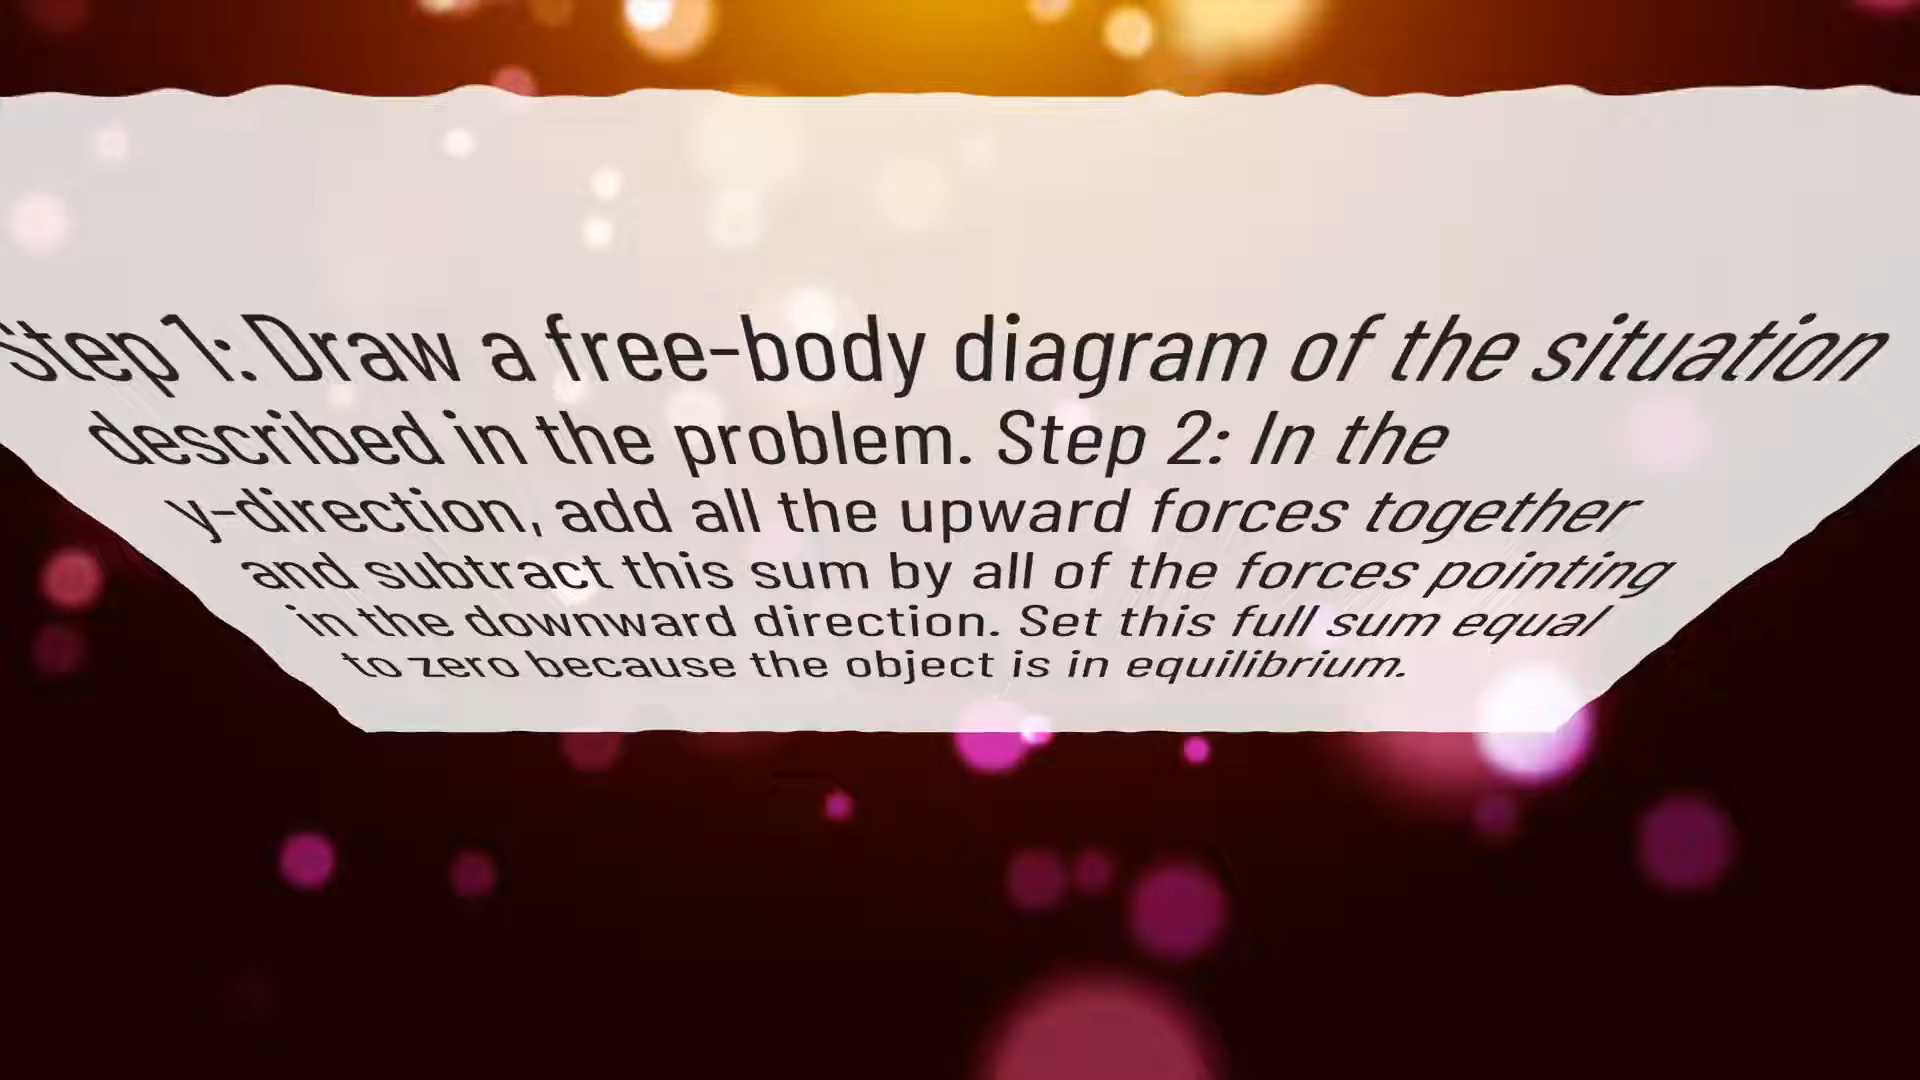 Step 1: Draw a free-body diagram of the situation
described in the problem. Step 2: In the
y-direction, add all the upward forces together
and subtract this sum by all of the forces pointing
in the downward direction. Set this full sum equal
to zero because the object is in equilibrium.